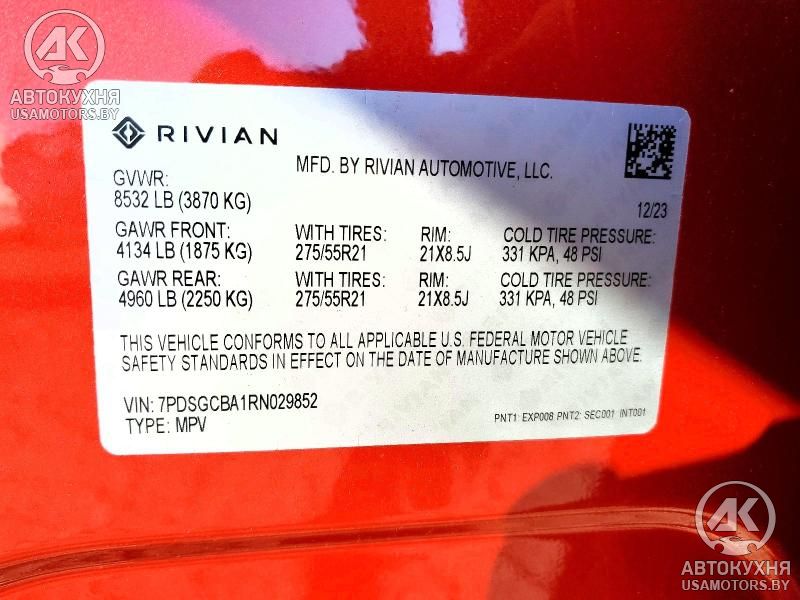 АК
АВТОКУХНЯ
USAMOTORS.BY
RIVIAN
MFD. BY RIVIAN AUTOMOTIVE, LLC.
GVWR:
8532 LB (3870 KG)
12/23
GAWR FRONT: WITH TIRES: RIM: COLD TIRE PRESSURE:
4134 LB (1875 KG) 275/55R21 21X8.5J 331 KPA, 48 PSI
GAWR REAR: WITH TIRES: RIM: COLD TIRE PRESSURE:
4960 LB (2250 KG) 275/55R21 21X8.5J 331 KPA, 48 PSI
THIS VEHICLE CONFORMS TO ALL APPLICABLE U.S. FEDERAL MOTOR VEHICLE
SAFETY STANDARDS IN EFFECT ON THE DATE OF MANUFACTURE SHOWN ABOVE.
VIN: 7PDSGCBA1RN029852
TYPE: MPV
PNT1: EXP008 PNT2: SEC001 INT001
АК
АВТОКУХНЯ
USAMOTORS.BY